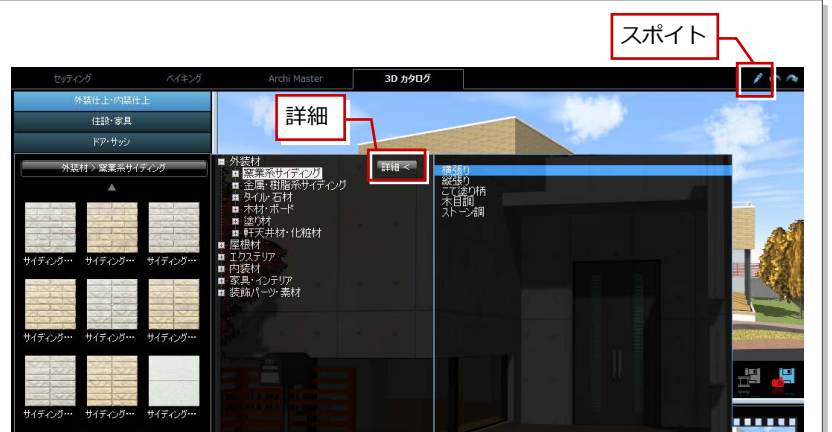 スポイト
セッティング
ベイキング
Archi Master
3D カタログ
外装仕上・内装仕上
住設・家具
ドア・サッシ
詳細
外装材 > 窯業系サイディング
外装材
窯業系サイディング
金属・樹脂系サイディング
タイル・石材
木材・ボード
塗り材
軒天井材・化粧材
屋根材
エクステリア
内装材
家具・インテリア
装飾パーツ・素材
詳細 <
横張り
縦張り
こて塗り柄
木目調
ストーン調
サイディング… サイディング… サイディング…
サイディング… サイディング… サイディング…
サイディング… サイディング… サイディング…